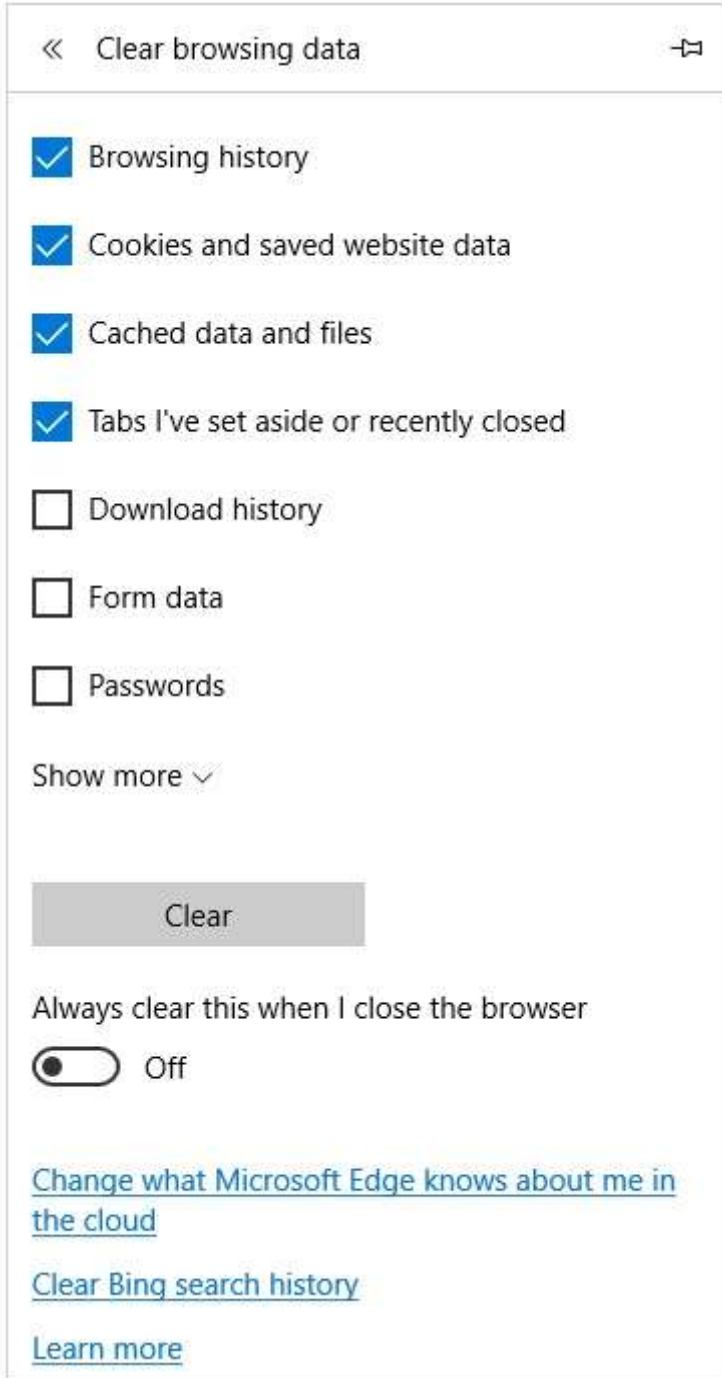 Clear browsing data
Browsing history
Cookies and saved website data
Cached data and files
Tabs I've set aside or recently closed
Download history
Form data
Passwords
Show more
Clear
Always clear this when I close the browser
Off
Change what Microsoft Edge knows about me in
the cloud
Clear Bing search history
Learn more